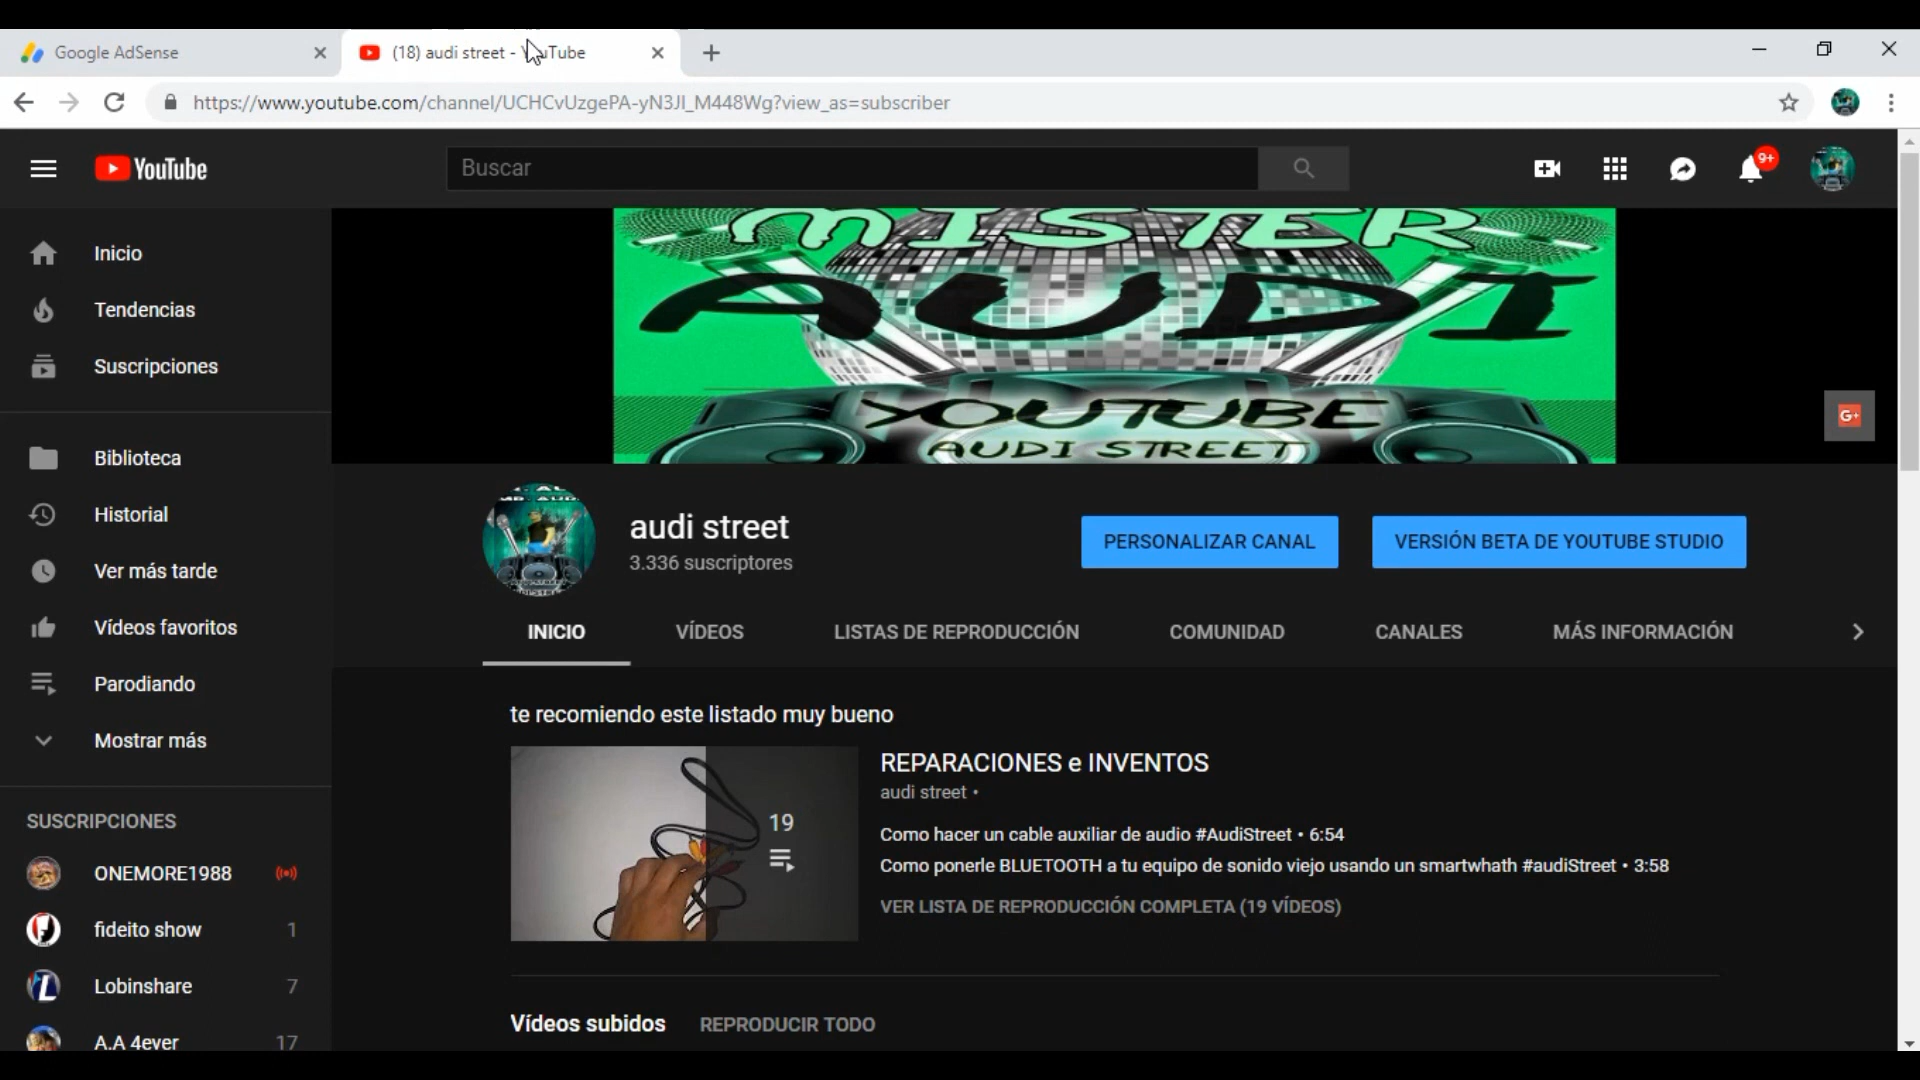 Google AdSense
(18) audi street - YouTube
https://www.youtube.com/channel/UCHCvUzgePA-yN3JI_M448Wg?view_as=subscriber
YouTube
Buscar
9+
Inicio
Tendencias
Suscripciones
Biblioteca
Historial
Ver más tarde
Vídeos favoritos
Parodiando
Mostrar más
SUSCRIPCIONES
ONEMORE1988
fideito show 1
Lobinshare 7
A.A 4ever 17
MISTER
AUDI
YOUTUBE
AUDI STREET
G+
audi street
3.336 suscriptores
PERSONALIZAR CANAL
VERSIÓN BETA DE YOUTUBE STUDIO
INICIO VÍDEOS LISTAS DE REPRODUCCIÓN COMUNIDAD CANALES MÁS INFORMACIÓN
te recomiendo este listado muy bueno
19
REPARACIONES e INVENTOS
audi street •
Como hacer un cable auxiliar de audio #AudiStreet • 6:54
Como ponerle BLUETOOTH a tu equipo de sonido viejo usando un smartwhath #audiStreet • 3:58
VER LISTA DE REPRODUCCIÓN COMPLETA (19 VÍDEOS)
Vídeos subidos REPRODUCIR TODO